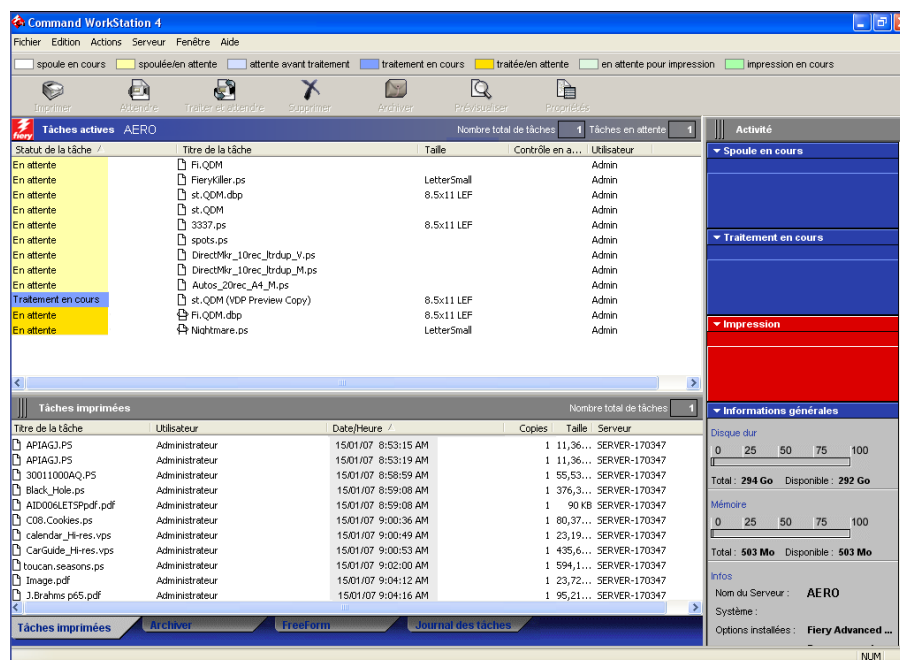 Command WorkStation 4
Fichier Edition Actions Serveur Fenêtre Aide
spoule en cours spoulée/en attente attente avant traitement traitement en cours traitée/en attente en attente pour impression impression en cours
Imprimer Attendre Traiter et attendre Supprimer Archiver Prévisualiser Propriétés
fiery Tâches actives AERO Nombre total de tâches 1 Tâches en attente 1
Statut de la tâche Titre de la tâche Taille Contrôle en a... Utilisateur
En attente Fi.QDM Admin
En attente FieryKiller.ps LetterSmall Admin
En attente st.QDM.dbp 8.5x11 LEF Admin
En attente st.QDM Admin
En attente 3337.ps 8.5x11 LEF Admin
En attente spots.ps Admin
En attente DirectMkr_10rec_ltrdup_V.ps Admin
En attente DirectMkr_10rec_ltrdup_M.ps Admin
En attente Autos_20rec_A4_M.ps Admin
Traitement en cours st.QDM (VDP Preview Copy) 8.5x11 LEF Admin
En attente Fi.QDM.dbp 8.5x11 LEF Admin
En attente Nightmare.ps LetterSmall Admin
Tâches imprimées Nombre total de tâches 1
Titre de la tâche Utilisateur Date/Heure Copies Taille Serveur
APIAGJ.PS Administrateur 15/01/07 8:53:15 AM 1 11,36... SERVER-170347
APIAGJ.PS Administrateur 15/01/07 8:53:19 AM 1 11,36... SERVER-170347
30011000AQ.PS Administrateur 15/01/07 8:58:59 AM 1 55,53... SERVER-170347
Black_Hole.ps Administrateur 15/01/07 8:59:08 AM 1 376,3... SERVER-170347
AID006LETSPpdf.pdf Administrateur 15/01/07 8:59:08 AM 1 90 KB SERVER-170347
C08.Cookies.ps Administrateur 15/01/07 9:00:36 AM 1 80,37... SERVER-170347
calendar_Hi-res.vps Administrateur 15/01/07 9:00:49 AM 1 23,19... SERVER-170347
CarGuide_Hi-res.vps Administrateur 15/01/07 9:00:53 AM 1 435,6... SERVER-170347
toucan.seasons.ps Administrateur 15/01/07 9:02:00 AM 1 594,1... SERVER-170347
Image.pdf Administrateur 15/01/07 9:04:12 AM 1 23,72... SERVER-170347
J.Brahms p65.pdf Administrateur 15/01/07 9:04:16 AM 1 95,21... SERVER-170347
Tâches imprimées Archiver FreeForm Journal des tâches
Activité
Spoule en cours
Traitement en cours
Impression
Informations générales
Disque dur
0 25 50 75 100
Total : 294 Go Disponible : 292 Go
Mémoire
0 25 50 75 100
Total : 503 Mo Disponible : 503 Mo
Infos
Nom du Serveur : AERO
Système :
Options installées : Fiery Advanced ...
NUM